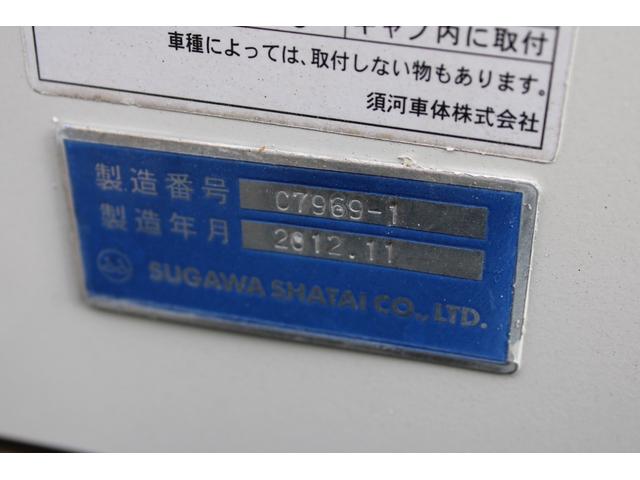 キャブ内に取付
車種によっては、取付しない物もあります。
須河車体株式会社
製造番号 C7969-1
製造年月 2012.11
SUGAWA SHATAI CO., LTD.